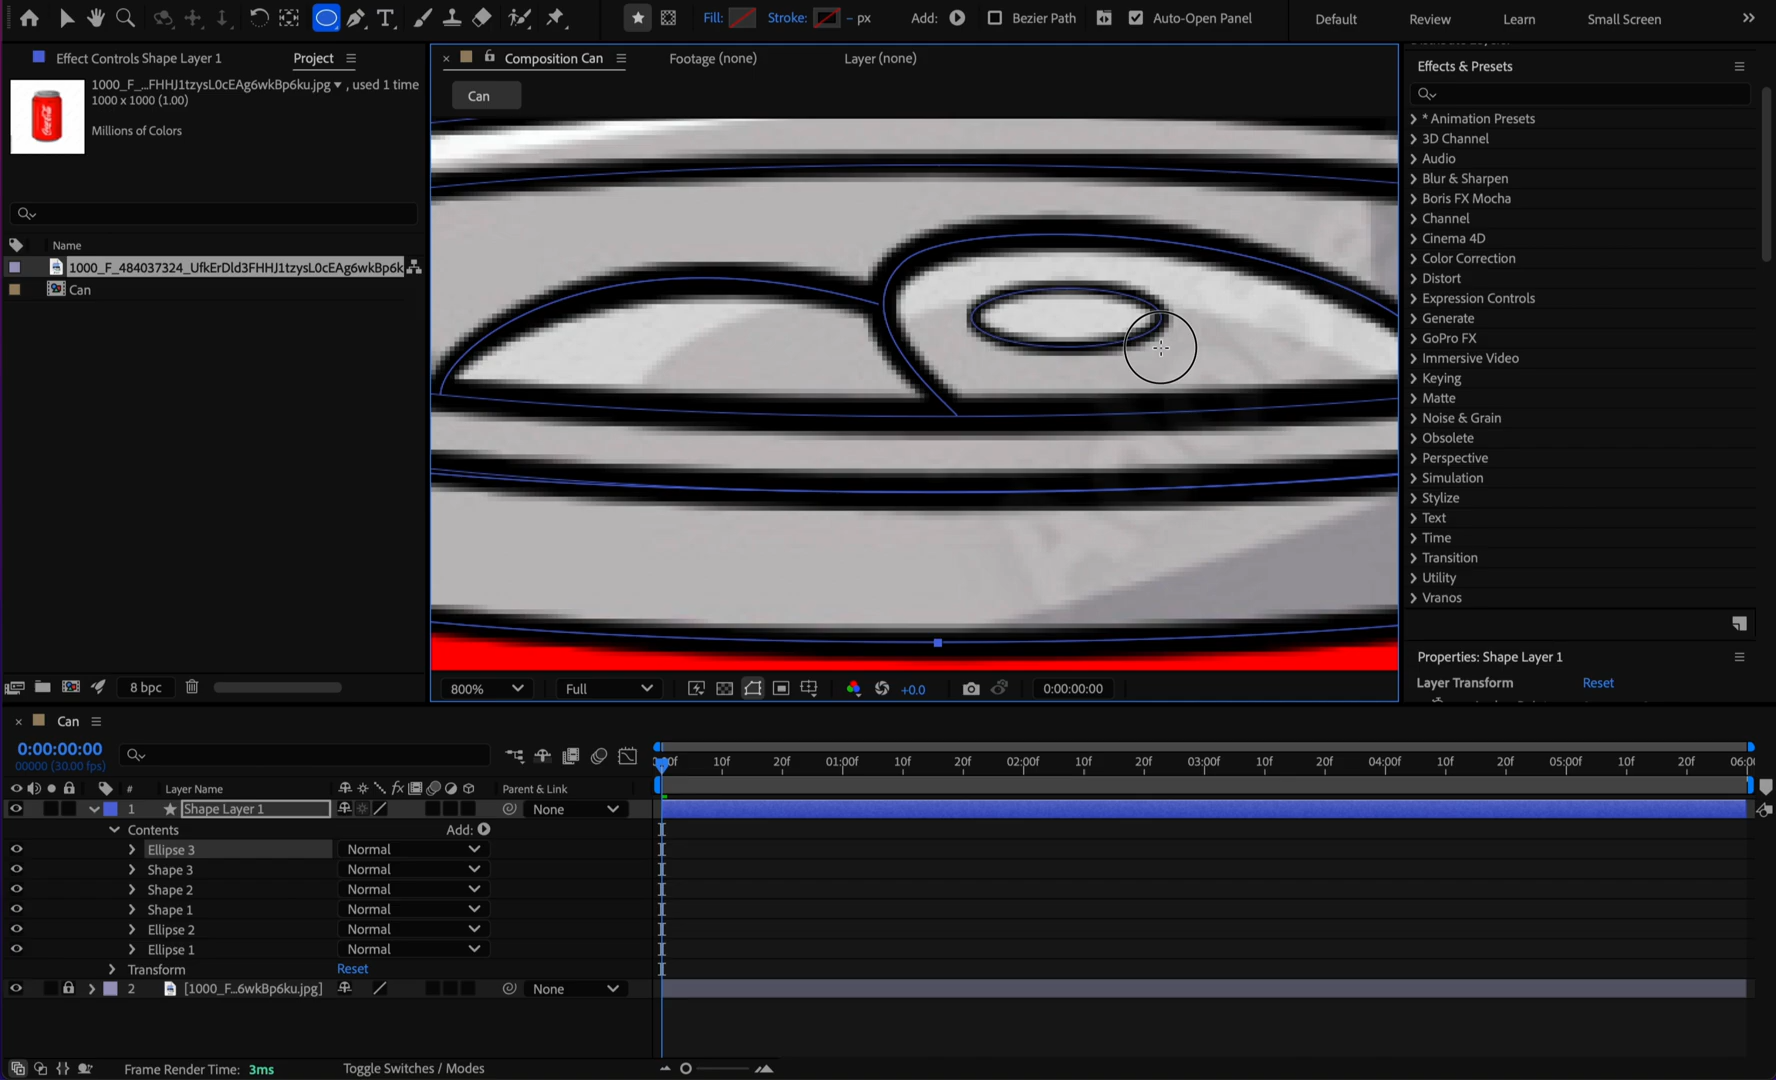 Fill:
Stroke:
– px
Add:
Bezier Path
Auto-Open Panel
Default
Review
Learn
Small Screen
Effect Controls Shape Layer 1
Project
1000_F_...FHHJ1tzysL0cEAg6wkBp6ku.jpg , used 1 time
1000 x 1000 (1.00)
Millions of Colors
Name
1000_F_484037324_UfkErDld3FHHJ1tzysL0cEAg6wkBp6k
Can
8 bpc
Composition Can
Footage (none)
Layer (none)
Can
800%
Full
+0.0
0:00:00:00
Effects & Presets
* Animation Presets
3D Channel
Audio
Blur & Sharpen
Boris FX Mocha
Channel
Cinema 4D
Color Correction
Distort
Expression Controls
Generate
GoPro FX
Immersive Video
Keying
Matte
Noise & Grain
Obsolete
Perspective
Simulation
Stylize
Text
Time
Transition
Utility
Vranos
Properties: Shape Layer 1
Layer Transform
Reset
Can
0:00:00:00
00000 (30.00 fps)
10f 20f 01:00f 10f 20f 02:00f 10f 20f 03:00f 10f 20f 04:00f 10f 20f 05:00f 10f 20f
# Layer Name
fx
Parent & Link
1 Shape Layer 1
None
Contents
Add:
Ellipse 3 Normal
Shape 3 Normal
Shape 2 Normal
Shape 1 Normal
Ellipse 2 Normal
Ellipse 1 Normal
Transform
Reset
2 [1000_F...6wkBp6ku.jpg]
None
Frame Render Time: 3ms
Toggle Switches / Modes